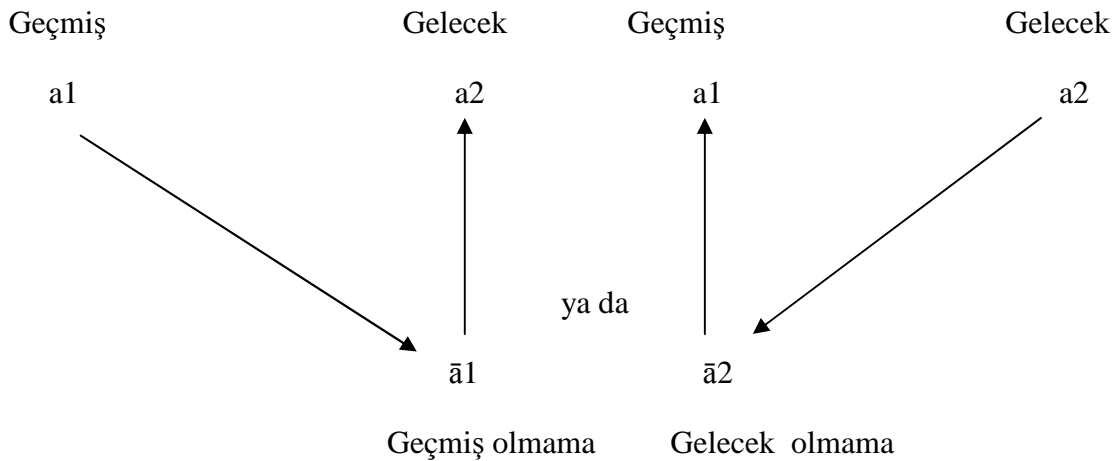 Geçmiş Gelecek Geçmiş Gelecek
a1 a2 a1 a2
ya da
ā1 ā2
Geçmiş olmama Gelecek olmama